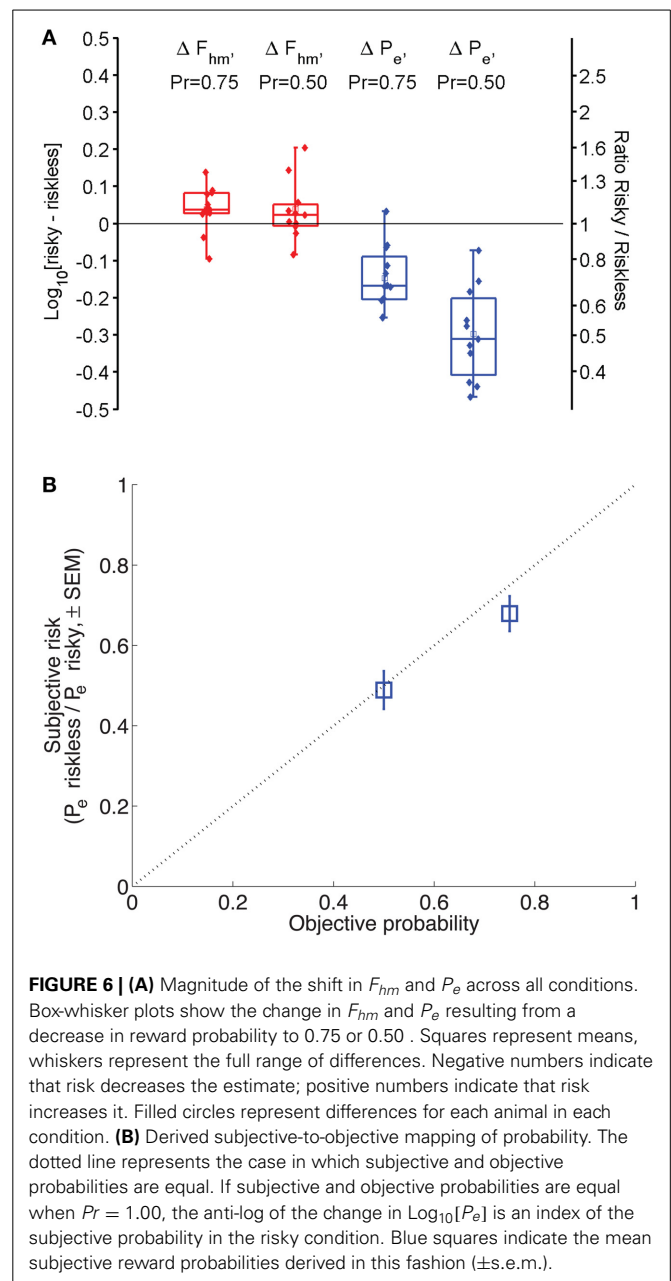 A
Δ F_hm, Δ F_hm, Δ P_e, Δ P_e,
Pr=0.75 Pr=0.50 Pr=0.75 Pr=0.50
Log10[risky - riskless]
0.5
0.4
0.3
0.2
0.1
0
-0.1
-0.2
-0.3
-0.4
-0.5
2.5
2
1.6
1.3
1
0.8
0.6
0.5
0.4
Ratio Risky / Riskless
B
Subjective risk
(P_e riskless / P_e risky, ± SEM)
1
0.8
0.6
0.4
0.2
0
0 0.2 0.4 0.6 0.8 1
Objective probability
FIGURE 6 | (A) Magnitude of the shift in F_hm and P_e across all conditions.
Box-whisker plots show the change in F_hm and P_e resulting from a
decrease in reward probability to 0.75 or 0.50 . Squares represent means,
whiskers represent the full range of differences. Negative numbers indicate
that risk decreases the estimate; positive numbers indicate that risk
increases it. Filled circles represent differences for each animal in each
condition. (B) Derived subjective-to-objective mapping of probability. The
dotted line represents the case in which subjective and objective
probabilities are equal. If subjective and objective probabilities are equal
when Pr = 1.00, the anti-log of the change in Log10[P_e] is an index of the
subjective probability in the risky condition. Blue squares indicate the mean
subjective reward probabilities derived in this fashion (±s.e.m.).